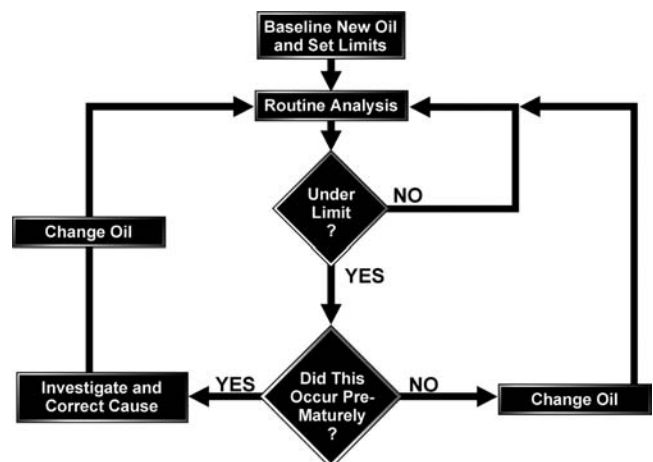 Baseline New Oil
and Set Limits
Routine Analysis
Under
Limit
?
NO
Change Oil
YES
Investigate and
Correct Cause
YES
Did This
Occur Pre-
Maturely
?
NO
Change Oil